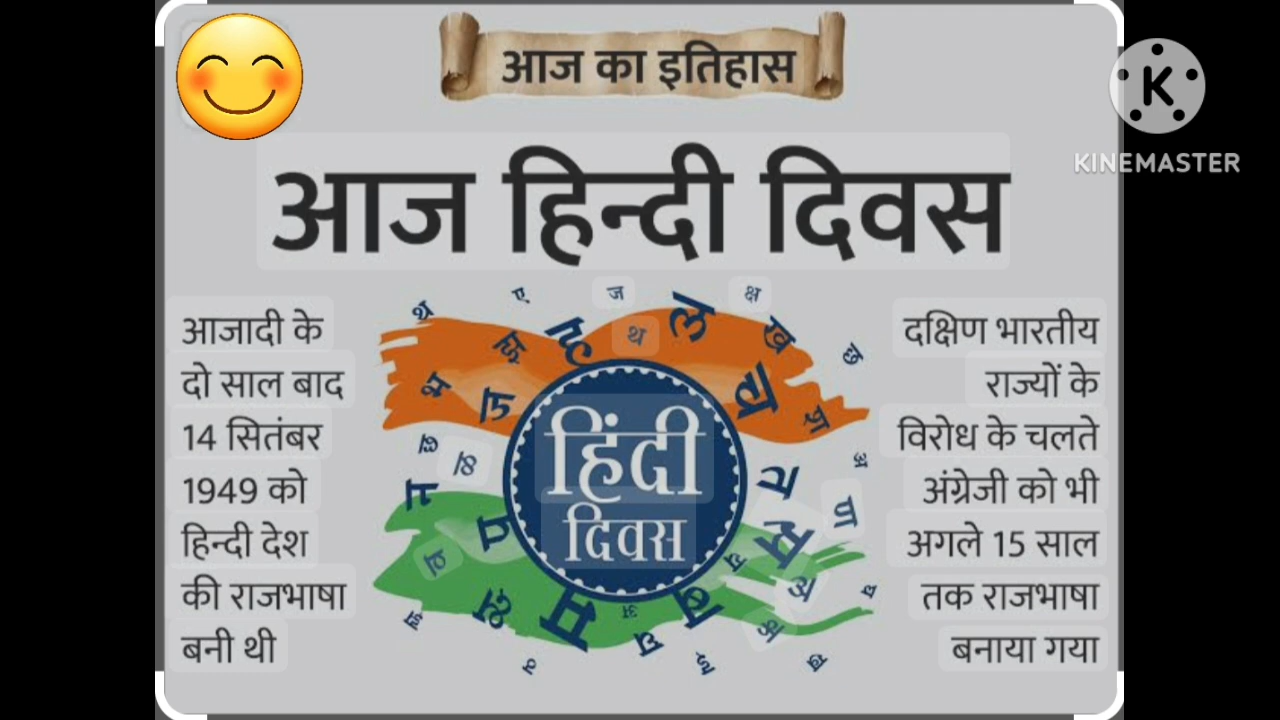 आज का इतिहास
KINEMASTER
आज हिन्दी दिवस
आजादी के
दो साल बाद
14 सितंबर
1949 को
हिन्दी देश
की राजभाषा
बनी थी
हिंदी
दिवस
दक्षिण भारतीय
राज्यों के
विरोध के चलते
अंग्रेजी को भी
अगले 15 साल
तक राजभाषा
बनाया गया